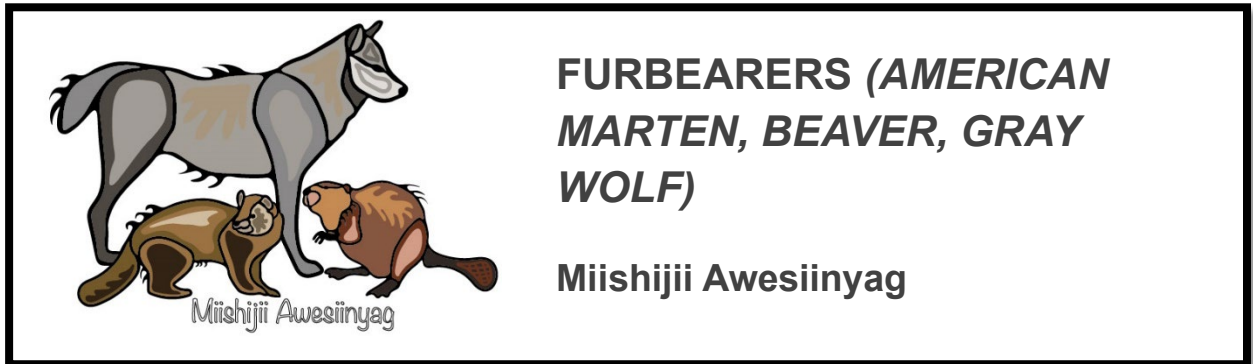 FURBEARERS (AMERICAN
MARTEN, BEAVER, GRAY
WOLF)
Miishijii Awesiinyag
Miishijii Awesiinyag